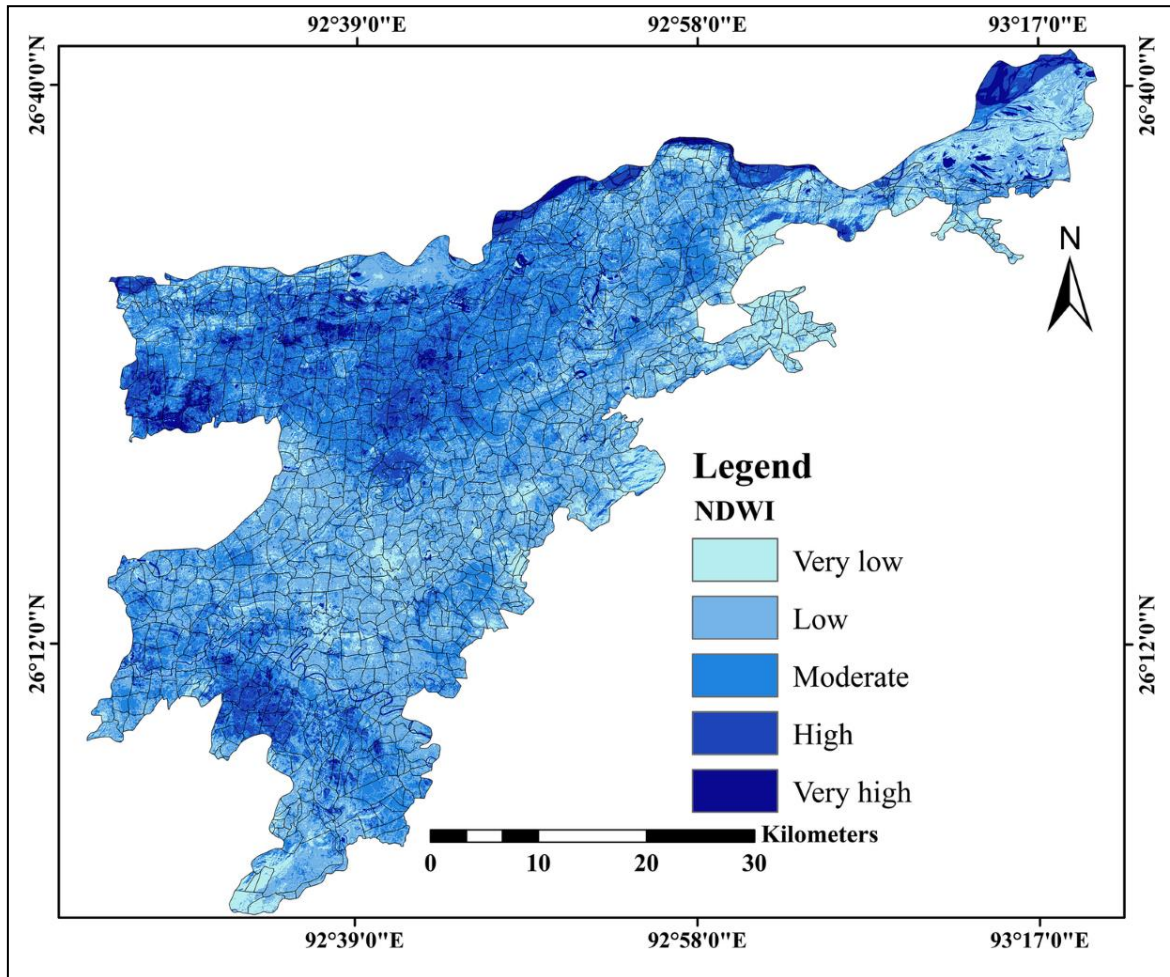 92°39'0"E 92°58'0"E 93°17'0"E
26°40'0"N 26°40'0"N
N
Legend
NDWI
Very low
Low
26°12'0"N 26°12'0"N
Moderate
High
Very high
Kilometers
0 10 20 30
92°39'0"E 92°58'0"E 93°17'0"E